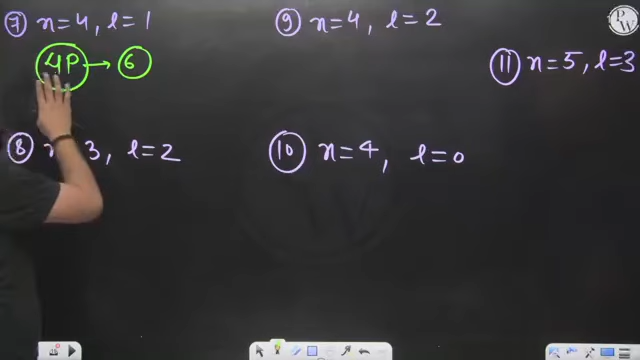 ⑦ n=4, l=1
4P → 6
⑧ n=3, l=2
⑨ n=4, l=2
⑩ n=4, l=0
⑪ n=5, l=3